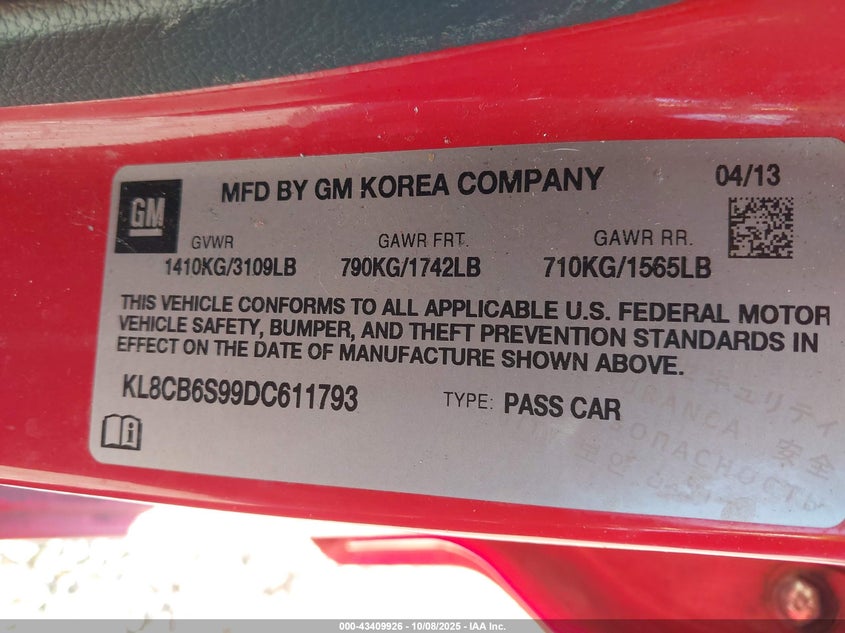 GM
MFD BY GM KOREA COMPANY
04/13
GVWR
GAWR FRT.
GAWR RR.
1410KG/3109LB
790KG/1742LB
710KG/1565LB
THIS VEHICLE CONFORMS TO ALL APPLICABLE U.S. FEDERAL MOTOR
VEHICLE SAFETY, BUMPER, AND THEFT PREVENTION STANDARDS IN
EFFECT ON THE DATE OF MANUFACTURE SHOWN ABOVE.
KL8CB6S99DC611793
TYPE: PASS CAR
安全
000-43409926 - 10/08/2025 - IAA Inc.